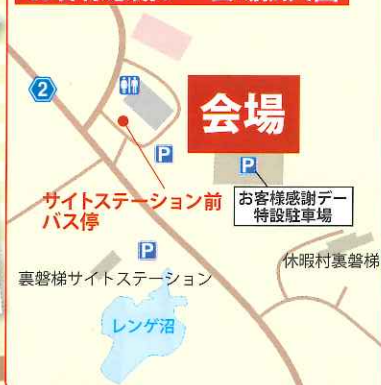 2
会場
P
P
サイトステーション前
バス停
お客様感謝デー
特設駐車場
P
休暇村裏磐梯
裏磐梯サイトステーション
レンゲ沼